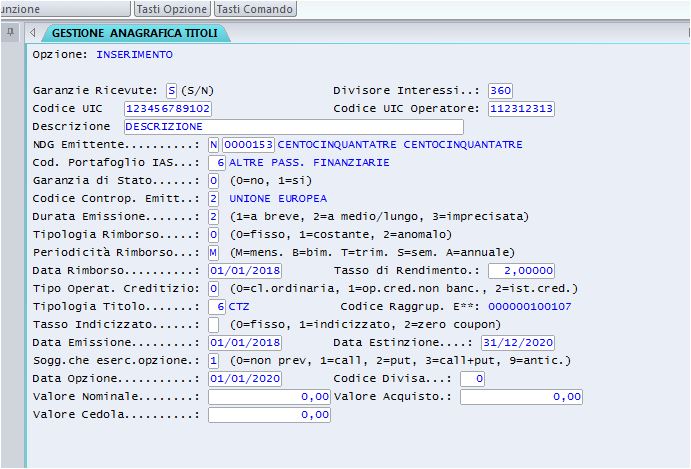 unzione Tasti Opzione Tasti Comando
GESTIONE ANAGRAFICA TITOLI
Opzione: INSERIMENTO
Garanzie Ricevute: S (S/N) Divisore Interessi..: 360
Codice UIC 123456789102 Codice UIC Operatore: 112312313
Descrizione DESCRIZIONE
NDG Emittente..........: N 0000153 CENTOCINQUANTATRE CENTOCINQUANTATRE
Cod. Portafoglio IAS...: 6 ALTRE PASS. FINANZIARIE
Garanzia di Stato......: 0 (0=no, 1=si)
Codice Controp. Emitt..: 2 UNIONE EUROPEA
Durata Emissione.......: 2 (1=a breve, 2=a medio/lungo, 3=imprecisata)
Tipologia Rimborso.....: 0 (0=fisso, 1=costante, 2=anomalo)
Periodicità Rimborso...: M (M=mens. B=bim. T=trim. S=sem. A=annuale)
Data Rimborso..........: 01/01/2018 Tasso di Rendimento.: 2,00000
Tipo Operat. Creditizio: 0 (0=cl.ordinaria, 1=op.cred.non banc., 2=ist.cred.)
Tipologia Titolo.......: 6 CTZ Codice Raggrup. E**: 000000100107
Tasso Indicizzato......: (0=fisso, 1=indicizzato, 2=zero coupon)
Data Emissione.........: 01/01/2018 Data Estinzione....: 31/12/2020
Sogg.che eserc.opzione.: 1 (0=non prev, 1=call, 2=put, 3=call+put, 9=antic.)
Data Opzione...........: 01/01/2020 Codice Divisa...: 0
Valore Nominale........: 0,00 Valore Acquisto.: 0,00
Valore Cedola..........: 0,00